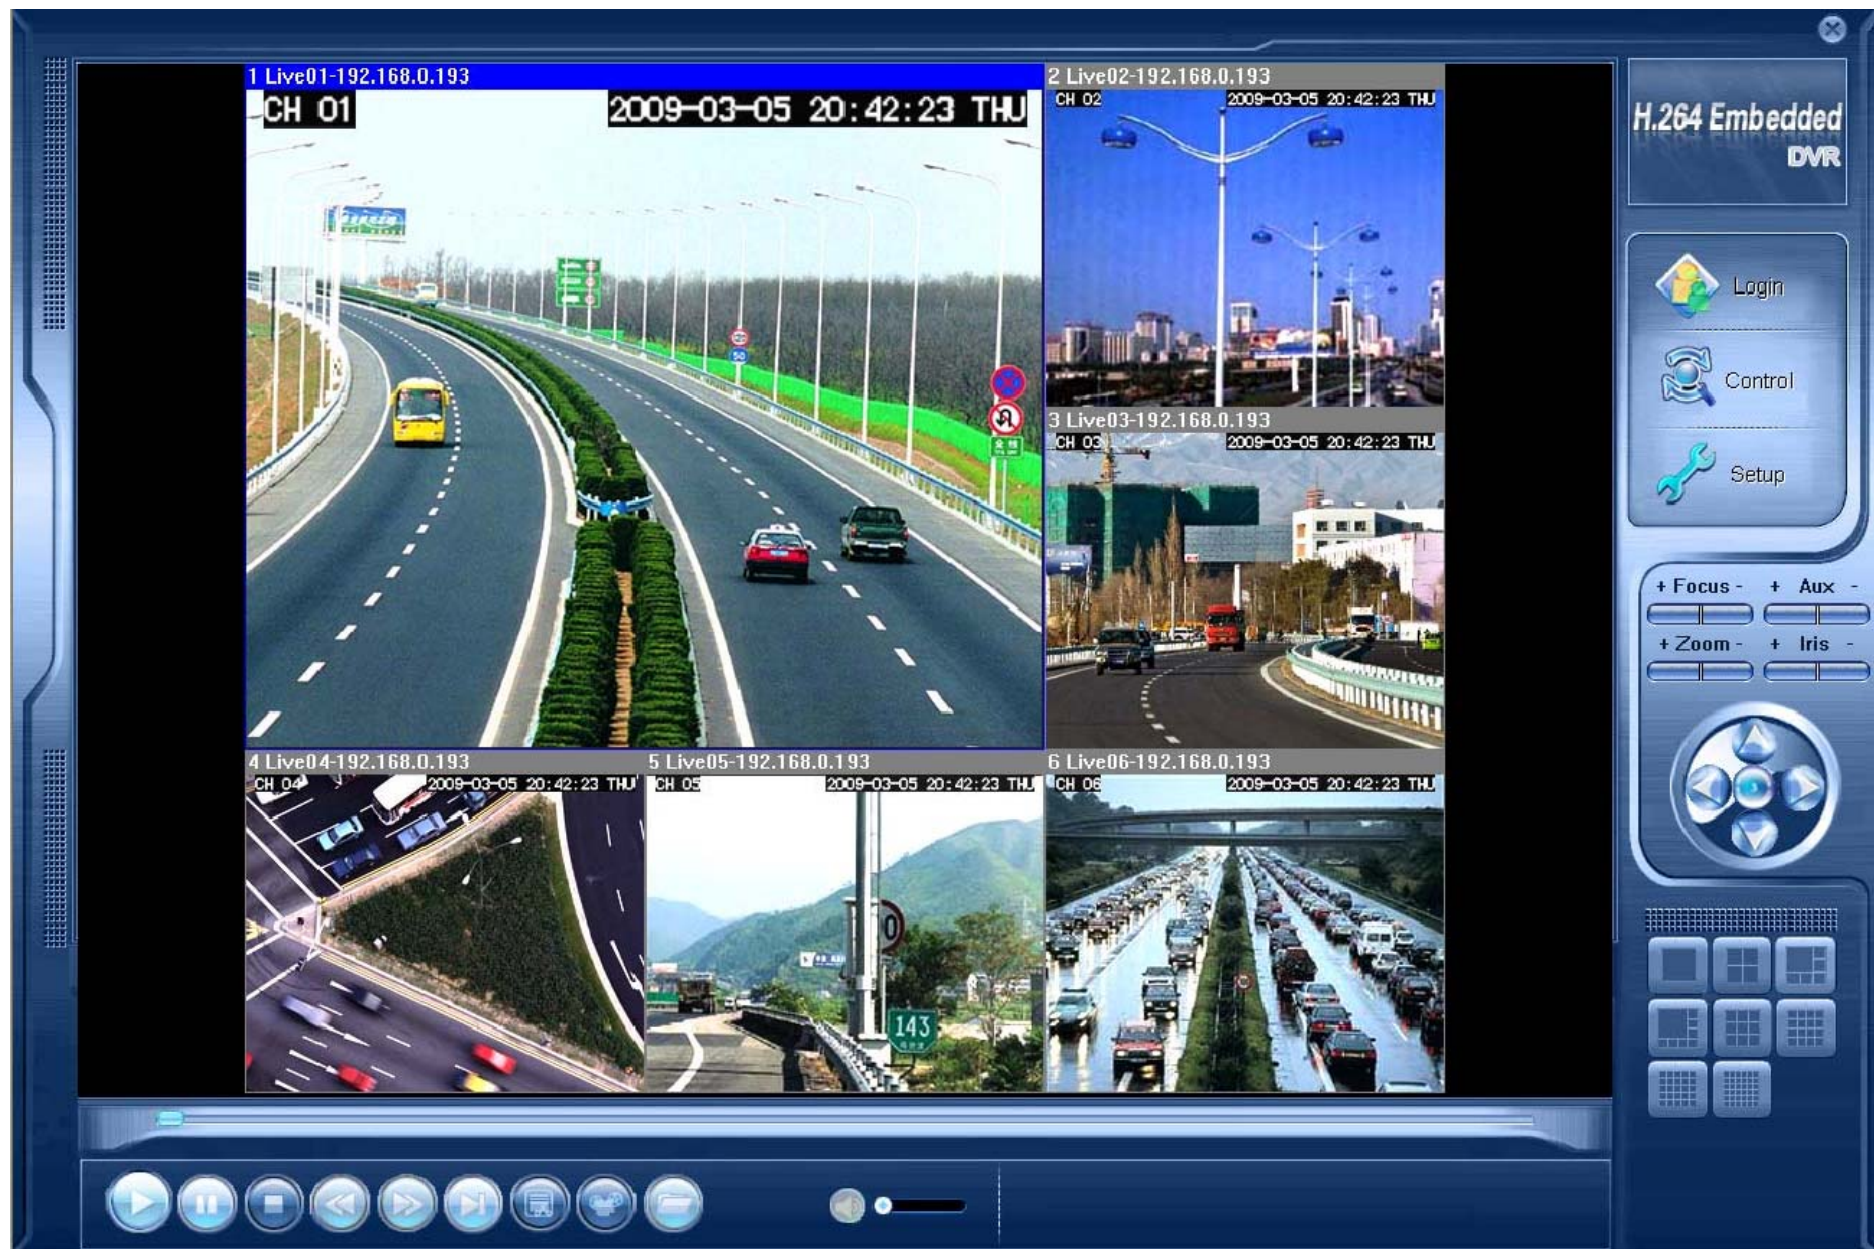 1 Live01-192.168.0.193
CH 01 2009-03-05 20:42:23 THU
50
2 Live02-192.168.0.193
CH 02 2009-03-05 20:42:23 THU
3 Live03-192.168.0.193
CH 03 2009-03-05 20:42:23 THU
4 Live04-192.168.0.193
CH 04 2009-03-05 20:42:23 THU
5 Live05-192.168.0.193
CH 05 2009-03-05 20:42:23 THU
143
6 Live06-192.168.0.193
CH 06 2009-03-05 20:42:23 THU
H.264 Embedded
DVR
Login
Control
Setup
+ Focus - + Aux -
+ Zoom - + Iris -